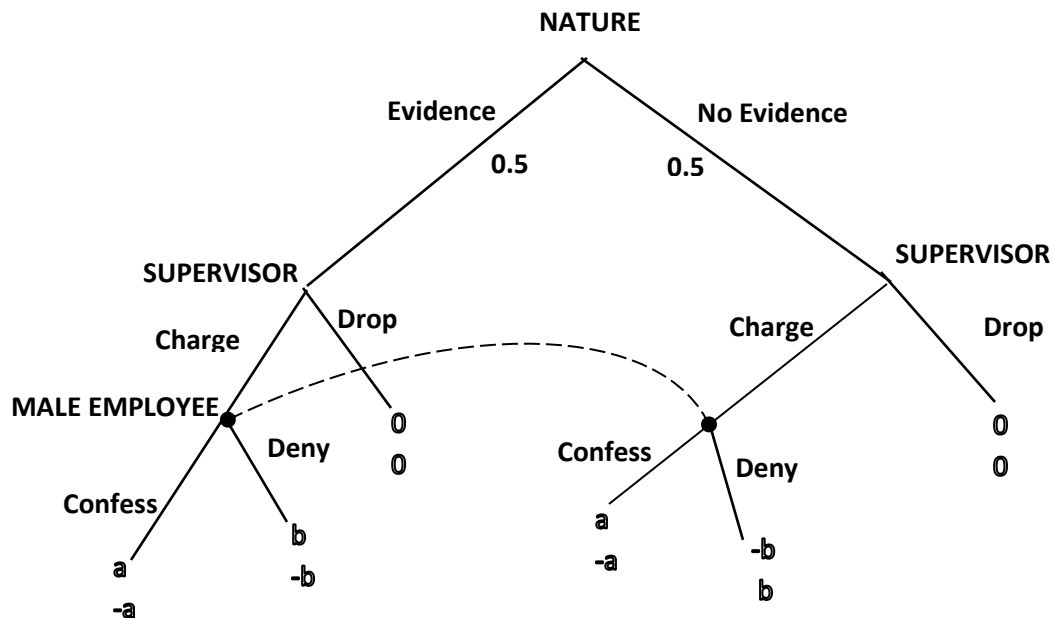 NATURE
Evidence
No Evidence
0.5
0.5
SUPERVISOR
SUPERVISOR
Charge
Drop
Charge
Drop
MALE EMPLOYEE
Deny
0
0
Confess
Deny
0
0
Confess
b
-b
a
-a
a
-a
-b
b